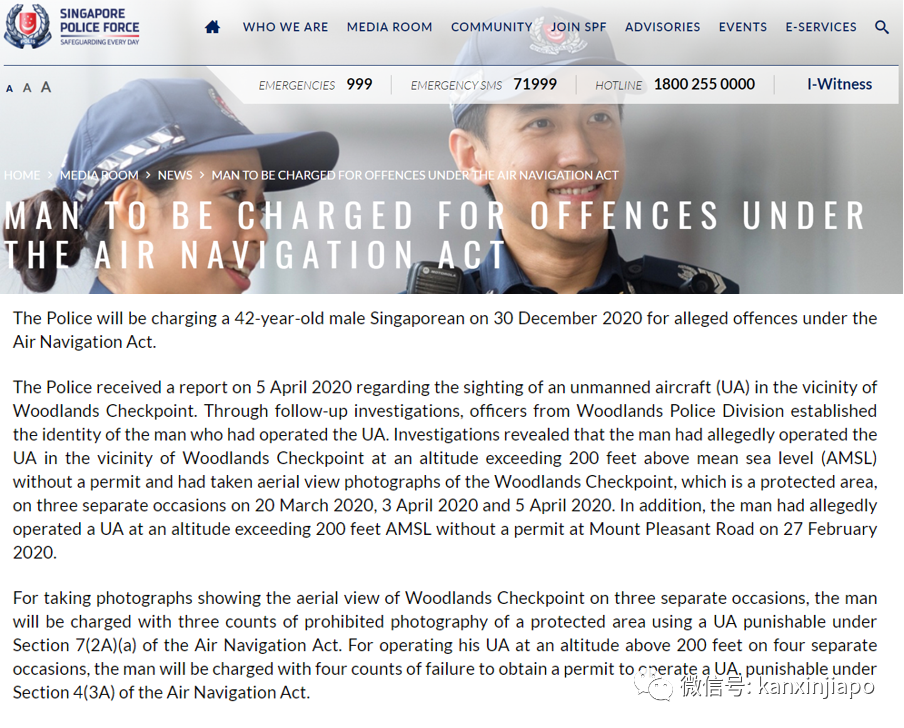 SINGAPORE
POLICE FORCE
SAFEGUARDING EVERY DAY
WHO WE ARE MEDIA ROOM COMMUNITY JOIN SPF ADVISORIES EVENTS E-SERVICES
A A A
EMERGENCIES 999 EMERGENCY SMS 71999 HOTLINE 1800 255 0000 I-Witness
HOME > MEDIA ROOM > NEWS > MAN TO BE CHARGED FOR OFFENCES UNDER THE AIR NAVIGATION ACT
MAN TO BE CHARGED FOR OFFENCES UNDER
THE AIR NAVIGATION ACT
MOTOROLA
The Police will be charging a 42-year-old male Singaporean on 30 December 2020 for alleged offences under the
Air Navigation Act.
The Police received a report on 5 April 2020 regarding the sighting of an unmanned aircraft (UA) in the vicinity of
Woodlands Checkpoint. Through follow-up investigations, officers from Woodlands Police Division established
the identity of the man who had operated the UA. Investigations revealed that the man had allegedly operated the
UA in the vicinity of Woodlands Checkpoint at an altitude exceeding 200 feet above mean sea level (AMSL)
without a permit and had taken aerial view photographs of the Woodlands Checkpoint, which is a protected area,
on three separate occasions on 20 March 2020, 3 April 2020 and 5 April 2020. In addition, the man had allegedly
operated a UA at an altitude exceeding 200 feet AMSL without a permit at Mount Pleasant Road on 27 February
2020.
For taking photographs showing the aerial view of Woodlands Checkpoint on three separate occasions, the man
will be charged with three counts of prohibited photography of a protected area using a UA punishable under
Section 7(2A)(a) of the Air Navigation Act. For operating his UA at an altitude above 200 feet on four separate
occasions, the man will be charged with four counts of failure to obtain a permit to operate a UA, punishable under
Section 4(3A) of the Air Navigation Act.
微信号: kanxinjiapo